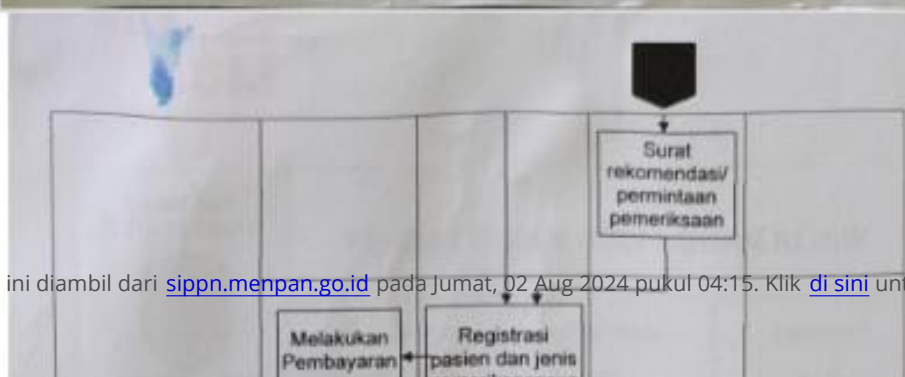 Surat
rekomendasi/
permintaan
pemeriksaan
ini diambil dari sippn.menpan.go.id pada Jumat, 02 Aug 2024 pukul 04:15. Klik di sini
Melakukan
Pembayaran
Registrasi
pasien dan jenis